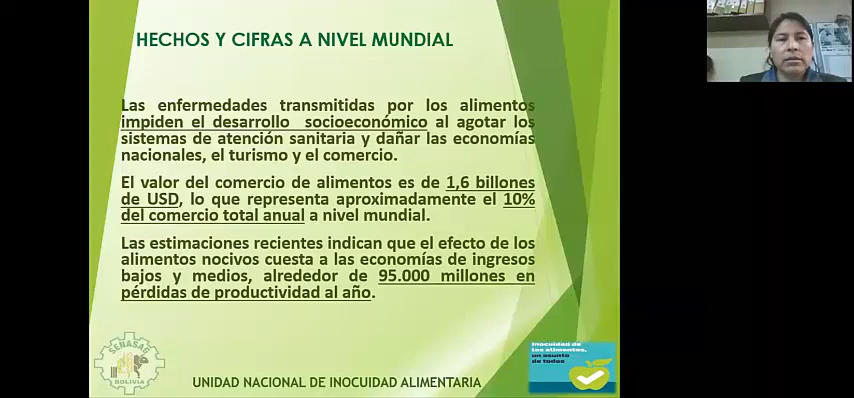 HECHOS Y CIFRAS A NIVEL MUNDIAL
Las enfermedades transmitidas por los alimentos
impiden el desarrollo socioeconómico al agotar los
sistemas de atención sanitaria y dañar las economías
nacionales, el turismo y el comercio.
El valor del comercio de alimentos es de 1,6 billones
de USD, lo que representa aproximadamente el 10%
del comercio total anual a nivel mundial.
Las estimaciones recientes indican que el efecto de los
alimentos nocivos cuesta a las economías de ingresos
bajos y medios, alrededor de 95.000 millones en
pérdidas de productividad al año.
SENASAG
BOLIVIA
UNIDAD NACIONAL DE INOCUIDAD ALIMENTARIA
Inocuidad de
los alimentos,
un asunto
de todos